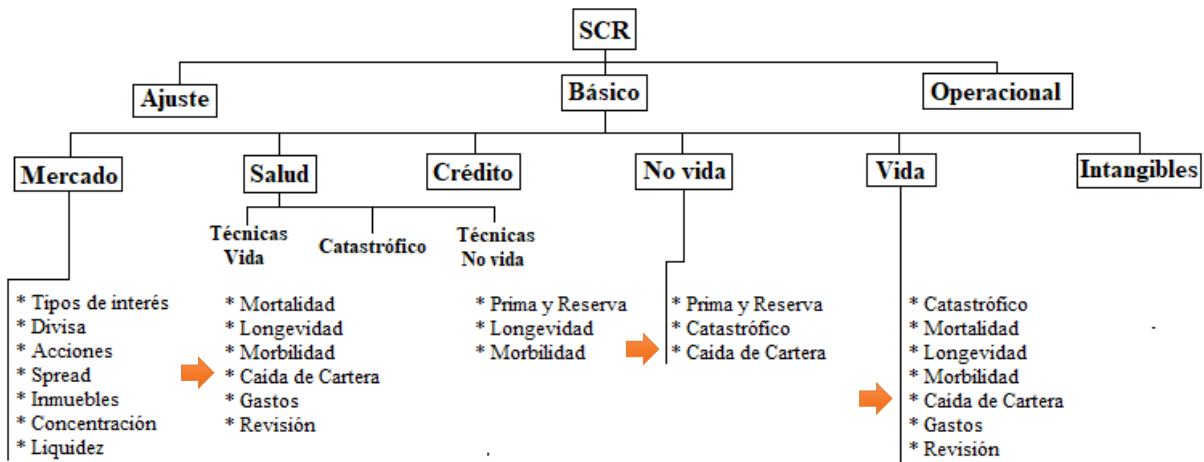 SCR
Ajuste
Básico
Operacional
Mercado
Salud
Crédito
No vida
Vida
Intangibles
Técnicas
Vida
Catastrófico
Técnicas
No vida
* Tipos de interés
* Divisa
* Acciones
* Spread
* Inmuebles
* Concentración
* Liquidez
* Mortalidad
* Longevidad
* Morbilidad
* Caída de Cartera
* Gastos
* Revisión
* Prima y Reserva
* Longevidad
* Morbilidad
* Prima y Reserva
* Catastrófico
* Caída de Cartera
* Catastrófico
* Mortalidad
* Longevidad
* Morbilidad
* Caída de Cartera
* Gastos
* Revisión